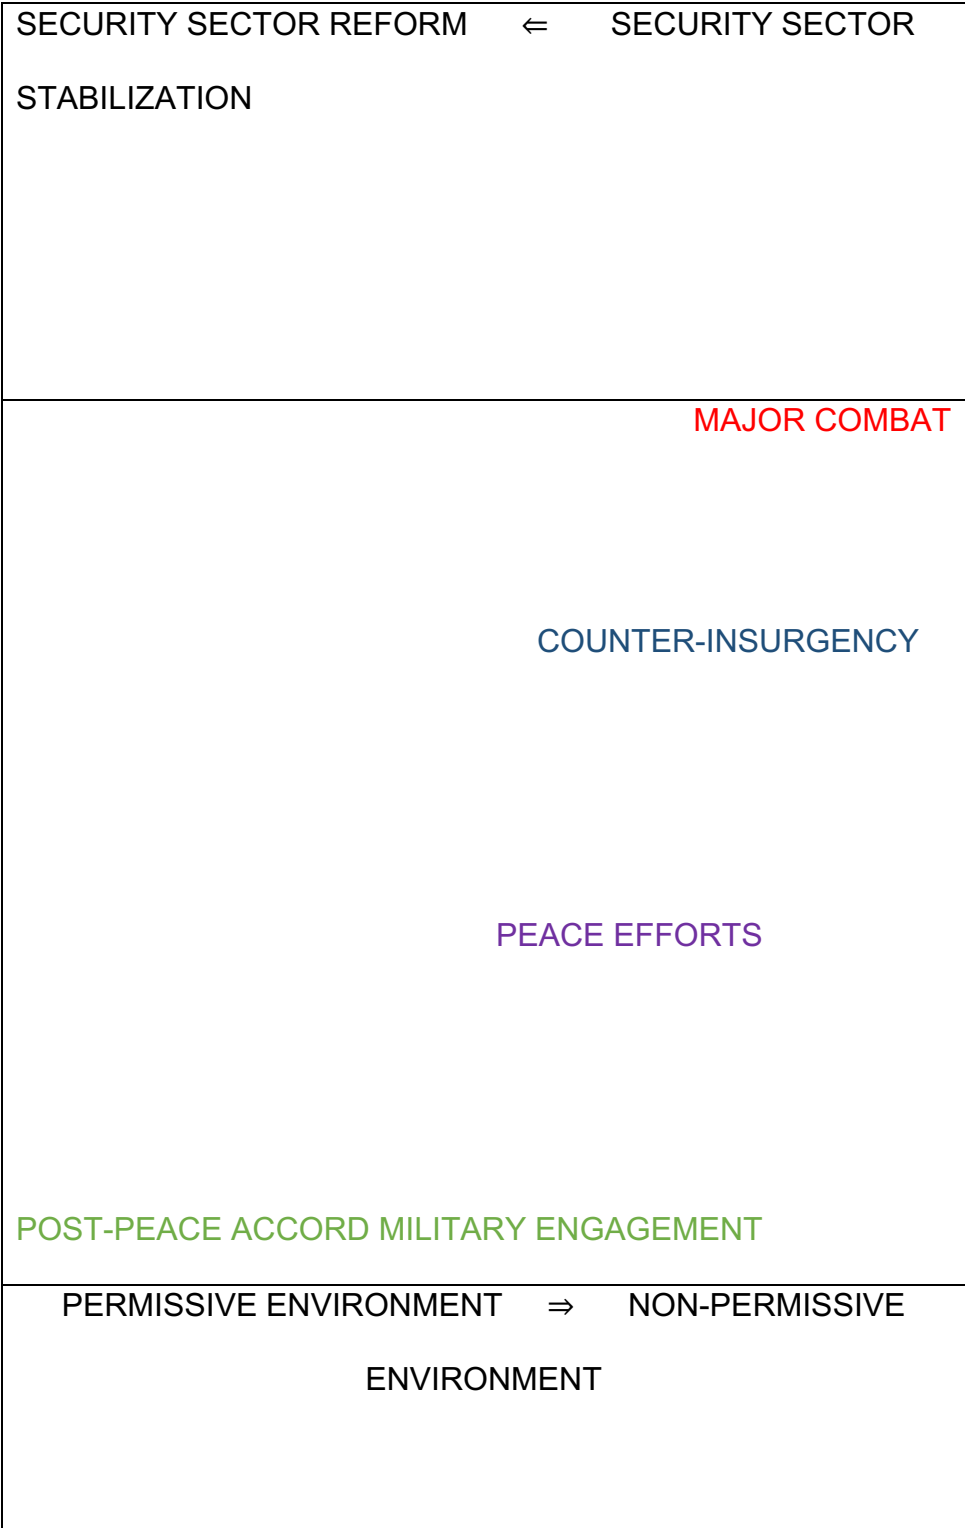 SECURITY SECTOR REFORM ⇐ SECURITY SECTOR
STABILIZATION
MAJOR COMBAT
COUNTER-INSURGENCY
PEACE EFFORTS
POST-PEACE ACCORD MILITARY ENGAGEMENT
PERMISSIVE ENVIRONMENT ⇒ NON-PERMISSIVE
ENVIRONMENT